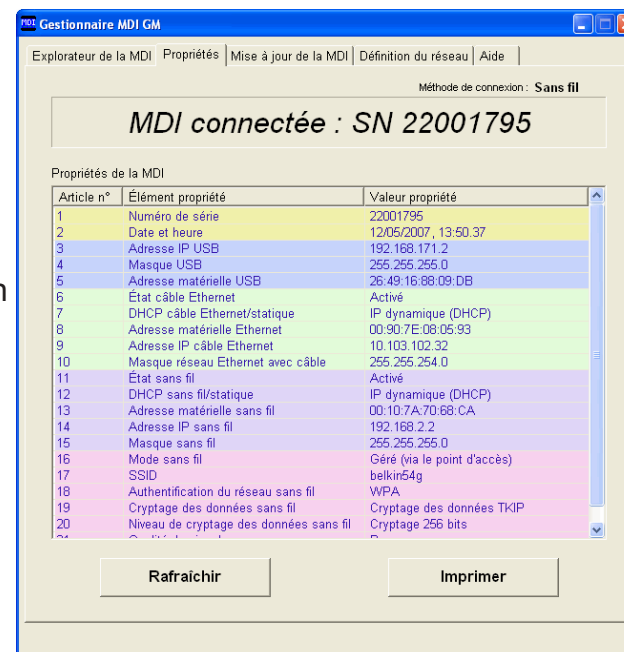 MDI Gestionnaire MDI GM
Explorateur de la MDI Propriétés Mise à jour de la MDI Définition du réseau Aide
Méthode de connexion : Sans fil
MDI connectée : SN 22001795
Propriétés de la MDI
Article n° Élément propriété Valeur propriété
1 Numéro de série 22001795
2 Date et heure 12/05/2007, 13:50.37
3 Adresse IP USB 192.168.171.2
4 Masque USB 255.255.255.0
5 Adresse matérielle USB 26:49:16:88:09:DB
6 État câble Ethernet Activé
7 DHCP câble Ethernet/statique IP dynamique (DHCP)
8 Adresse matérielle Ethernet 00:90:7E:08:05:93
9 Adresse IP câble Ethernet 10.103.102.32
10 Masque réseau Ethernet avec câble 255.255.254.0
11 État sans fil Activé
12 DHCP sans fil/statique IP dynamique (DHCP)
13 Adresse matérielle sans fil 00:10:7A:70:68:CA
14 Adresse IP sans fil 192.168.2.2
15 Masque sans fil 255.255.255.0
16 Mode sans fil Géré (via le point d'accès)
17 SSID belkin54g
18 Authentification du réseau sans fil WPA
19 Cryptage des données sans fil Cryptage des données TKIP
20 Niveau de cryptage des données sans fil Cryptage 256 bits
Rafraîchir Imprimer